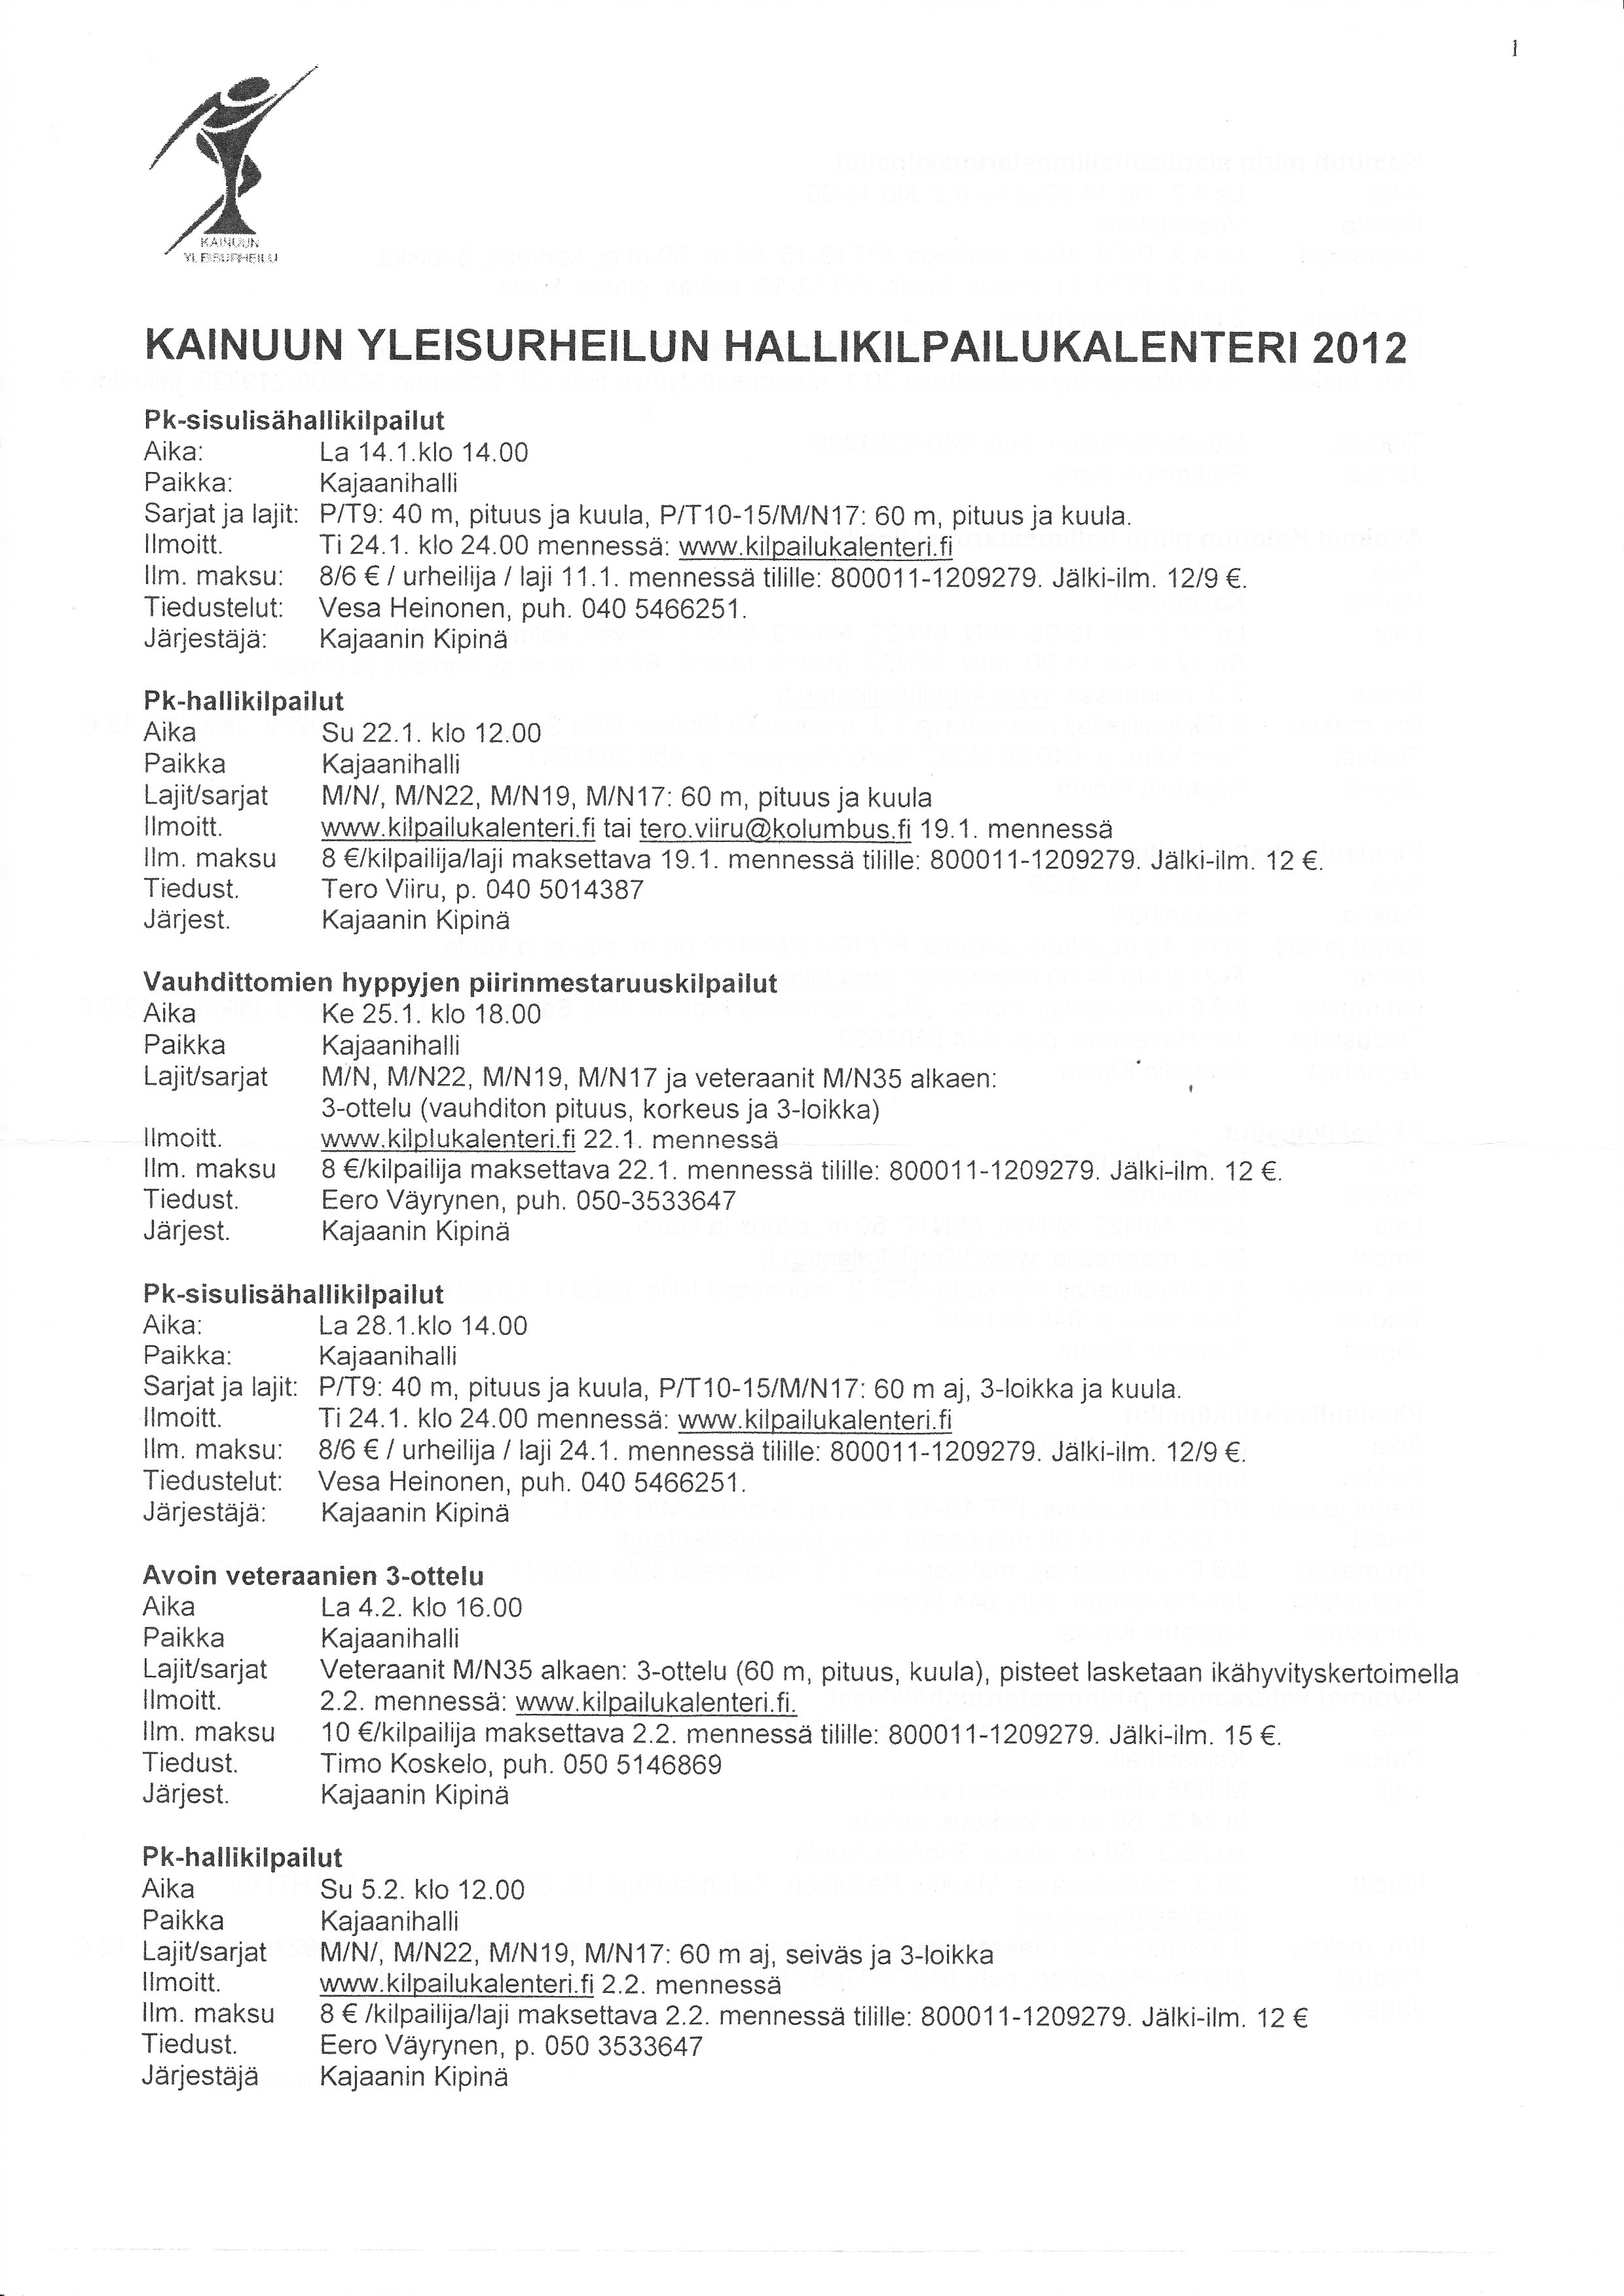 1
KAINUUN
YLEISURHEILU
KAINUUN YLEISURHEILUN HALLIKILPAILUKALENTERI 2012
Pk-sisulisähallikilpailut
Aika: La 14.1.klo 14.00
Paikka: Kajaanihalli
Sarjat ja lajit: P/T9: 40 m, pituus ja kuula, P/T10-15/M/N17: 60 m, pituus ja kuula.
Ilmoitt. Ti 24.1. klo 24.00 mennessä: www.kilpailukalenteri.fi
Ilm. maksu: 8/6 € / urheilija / laji 11.1. mennessä tilille: 800011-1209279. Jälki-ilm. 12/9 €.
Tiedustelut: Vesa Heinonen, puh. 040 5466251.
Järjestäjä: Kajaanin Kipinä
Pk-hallikilpailut
Aika Su 22.1. klo 12.00
Paikka Kajaanihalli
Lajit/sarjat M/N/, M/N22, M/N19, M/N17: 60 m, pituus ja kuula
Ilmoitt. www.kilpailukalenteri.fi tai tero.viiru@kolumbus.fi 19.1. mennessä
Ilm. maksu 8 €/kilpailija/laji maksettava 19.1. mennessä tilille: 800011-1209279. Jälki-ilm. 12 €.
Tiedust. Tero Viiru, p. 040 5014387
Järjest. Kajaanin Kipinä
Vauhdittomien hyppyjen piirinmestaruuskilpailut
Aika Ke 25.1. klo 18.00
Paikka Kajaanihalli
Lajit/sarjat M/N, M/N22, M/N19, M/N17 ja veteraanit M/N35 alkaen:
3-ottelu (vauhditon pituus, korkeus ja 3-loikka)
Ilmoitt. www.kilplukalenteri.fi 22.1. mennessä
Ilm. maksu 8 €/kilpailija maksettava 22.1. mennessä tilille: 800011-1209279. Jälki-ilm. 12 €.
Tiedust. Eero Väyrynen, puh. 050-3533647
Järjest. Kajaanin Kipinä
Pk-sisulisähallikilpailut
Aika: La 28.1.klo 14.00
Paikka: Kajaanihalli
Sarjat ja lajit: P/T9: 40 m, pituus ja kuula, P/T10-15/M/N17: 60 m aj, 3-loikka ja kuula.
Ilmoitt. Ti 24.1. klo 24.00 mennessä: www.kilpailukalenteri.fi
Ilm. maksu: 8/6 € / urheilija / laji 24.1. mennessä tilille: 800011-1209279. Jälki-ilm. 12/9 €.
Tiedustelut: Vesa Heinonen, puh. 040 5466251.
Järjestäjä: Kajaanin Kipinä
Avoin veteraanien 3-ottelu
Aika La 4.2. klo 16.00
Paikka Kajaanihalli
Lajit/sarjat Veteraanit M/N35 alkaen: 3-ottelu (60 m, pituus, kuula), pisteet lasketaan ikähyvityskertoimella
Ilmoitt. 2.2. mennessä: www.kilpailukalenteri.fi.
Ilm. maksu 10 €/kilpailija maksettava 2.2. mennessä tilille: 800011-1209279. Jälki-ilm. 15 €.
Tiedust. Timo Koskelo, puh. 050 5146869
Järjest. Kajaanin Kipinä
Pk-hallikilpailut
Aika Su 5.2. klo 12.00
Paikka Kajaanihalli
Lajit/sarjat M/N/, M/N22, M/N19, M/N17: 60 m aj, seiväs ja 3-loikka
Ilmoitt. www.kilpailukalenteri.fi 2.2. mennessä
Ilm. maksu 8 € /kilpailija/laji maksettava 2.2. mennessä tilille: 800011-1209279. Jälki-ilm. 12 €
Tiedust. Eero Väyrynen, p. 050 3533647
Järjestäjä Kajaanin Kipinä